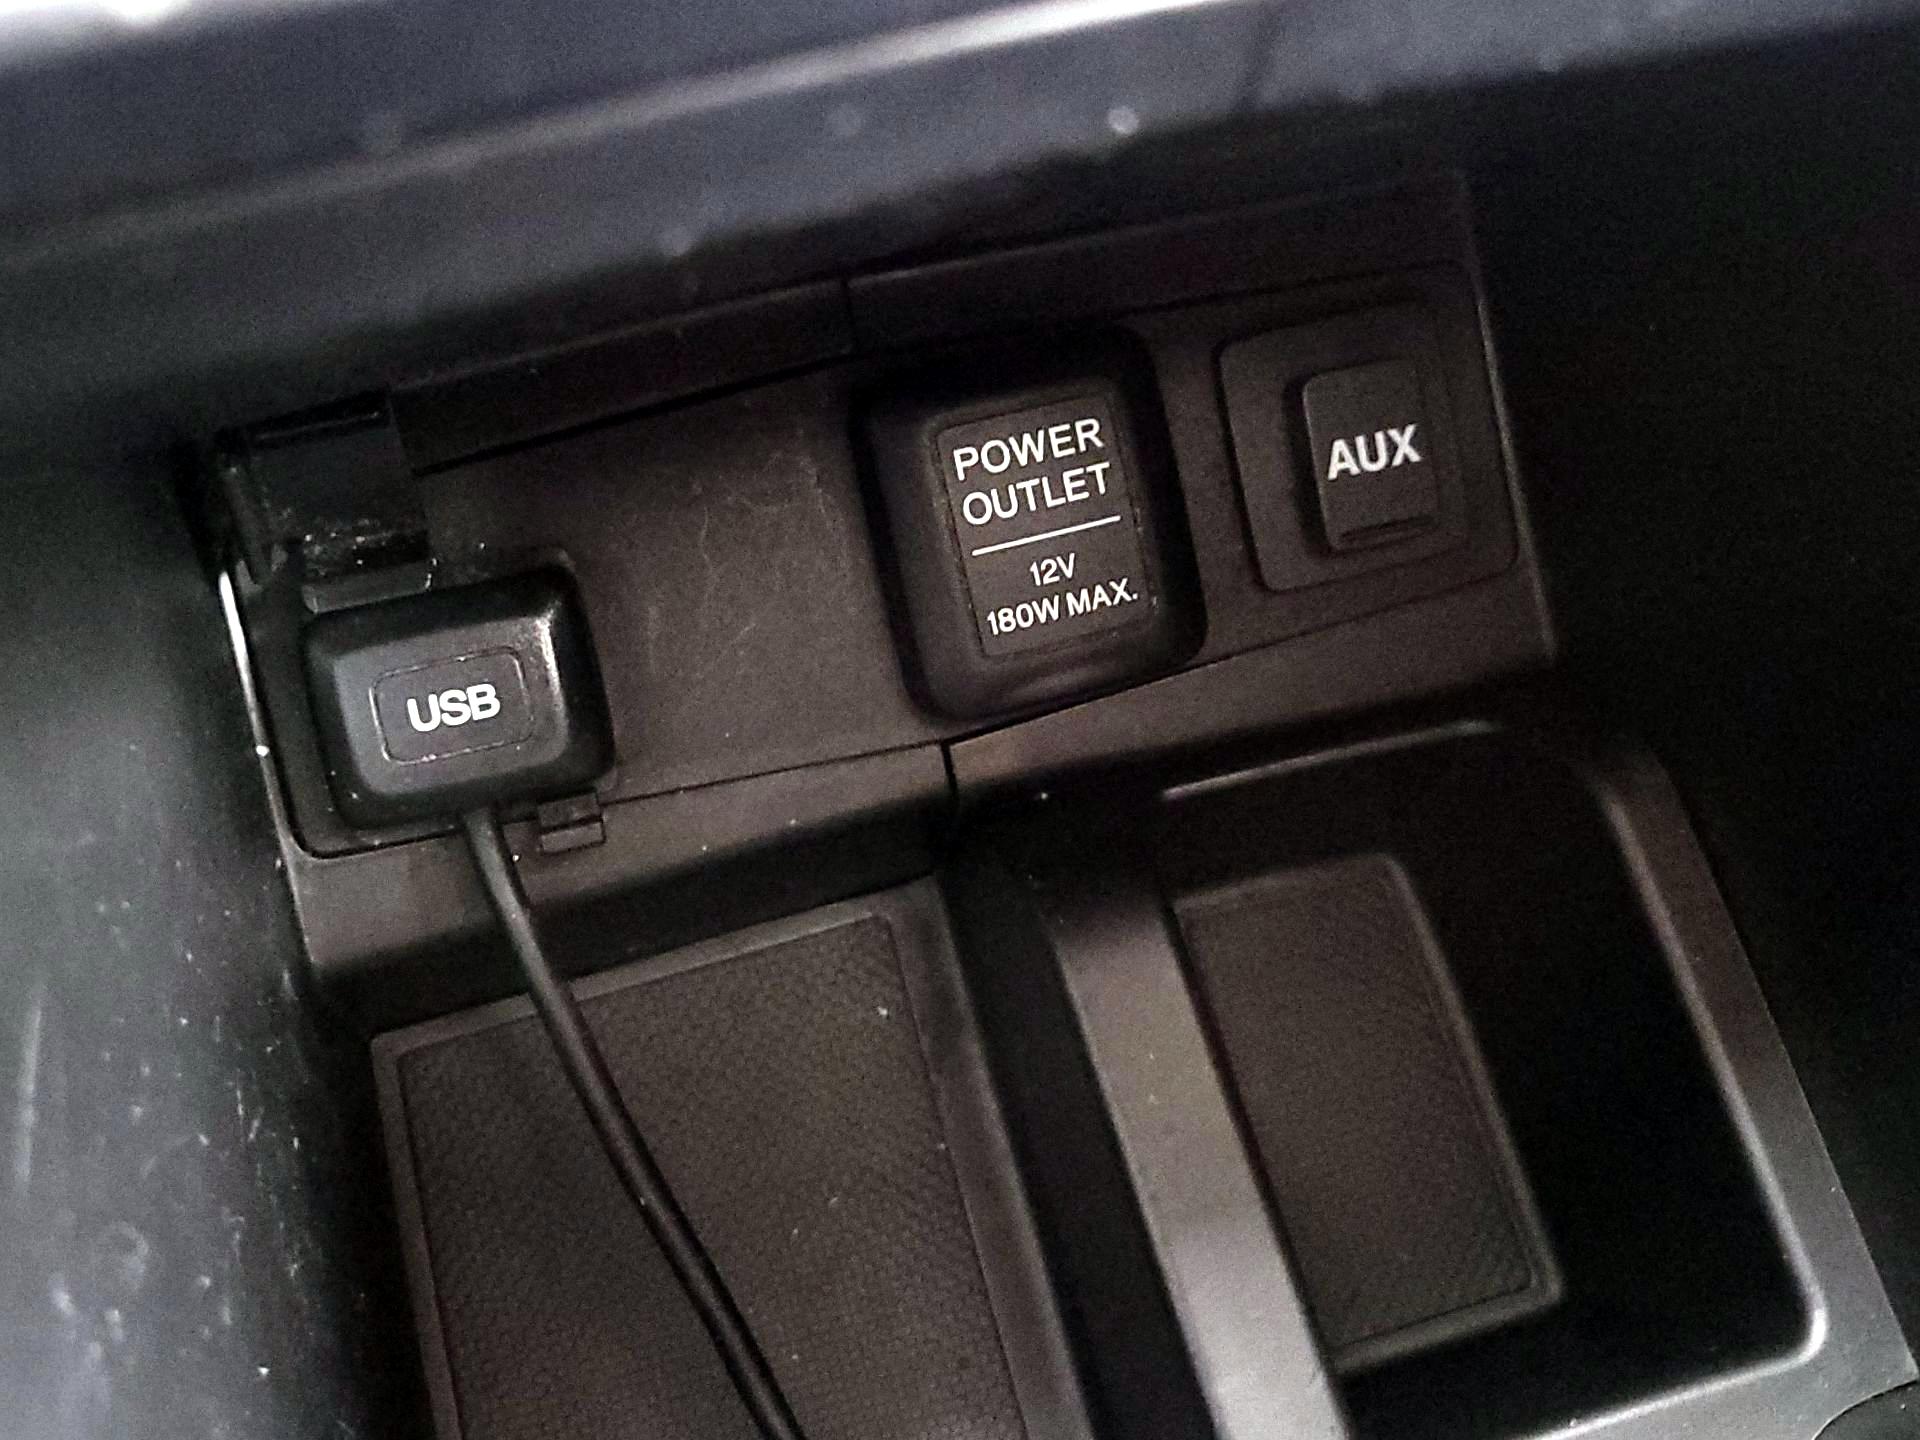 USB
POWER
OUTLET
12V
180W MAX.
AUX